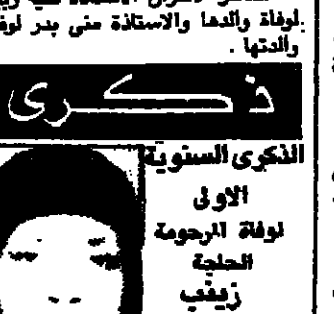 لوفاة والدها والاستاذة منى بدر لوفاة
والدتها .
ذكرى
الذكرى السنوية
الاولى
لوفاة المرحومة
الحاجة
زينب